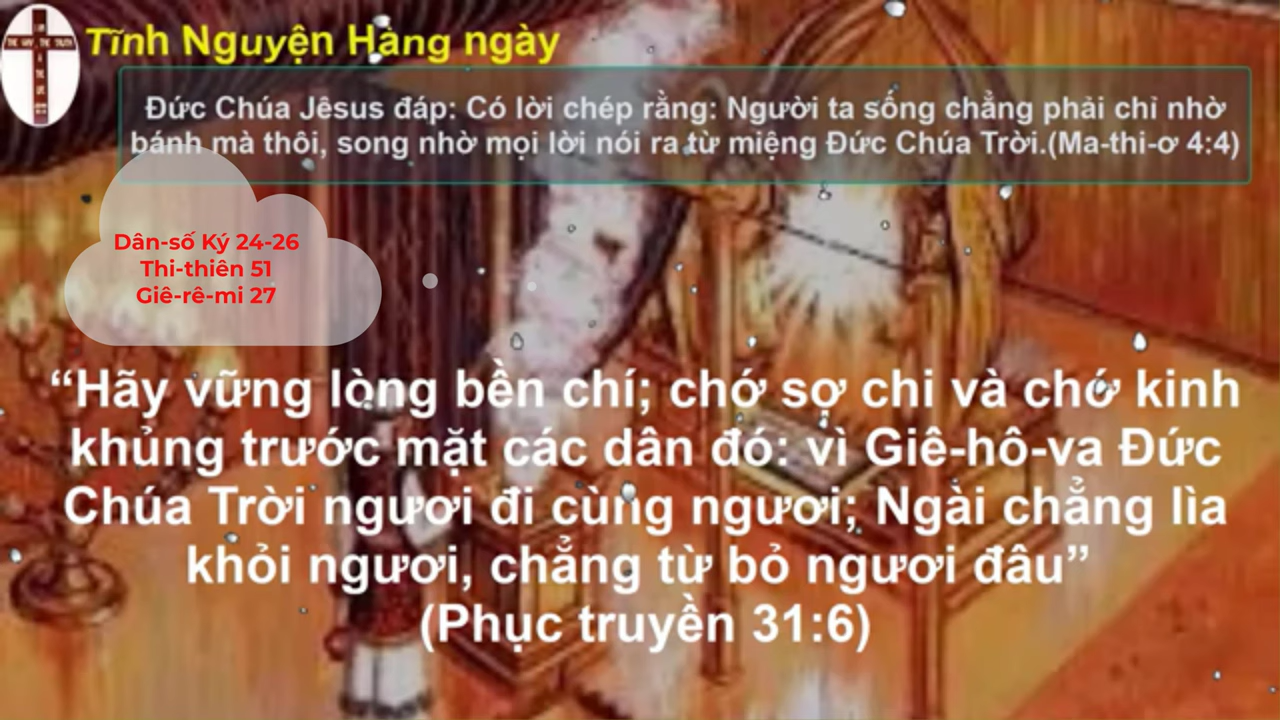 Tĩnh Nguyện Hàng ngày
Đức Chúa Jêsus đáp: Có lời chép rằng: Người ta sống chẳng phải chỉ nhờ
bánh mà thôi, song nhờ mọi lời nói ra từ miệng Đức Chúa Trời.(Ma-thi-ơ 4:4)
Dân-số Ký 24-26
Thi-thiên 51
Giê-rê-mi 27
“Hãy vững lòng bền chí; chớ sợ chi và chớ kinh
khủng trước mặt các dân đó: vì Giê-hô-va Đức
Chúa Trời ngươi đi cùng ngươi; Ngài chẳng lìa
khỏi ngươi, chẳng từ bỏ ngươi đâu”
(Phục truyền 31:6)